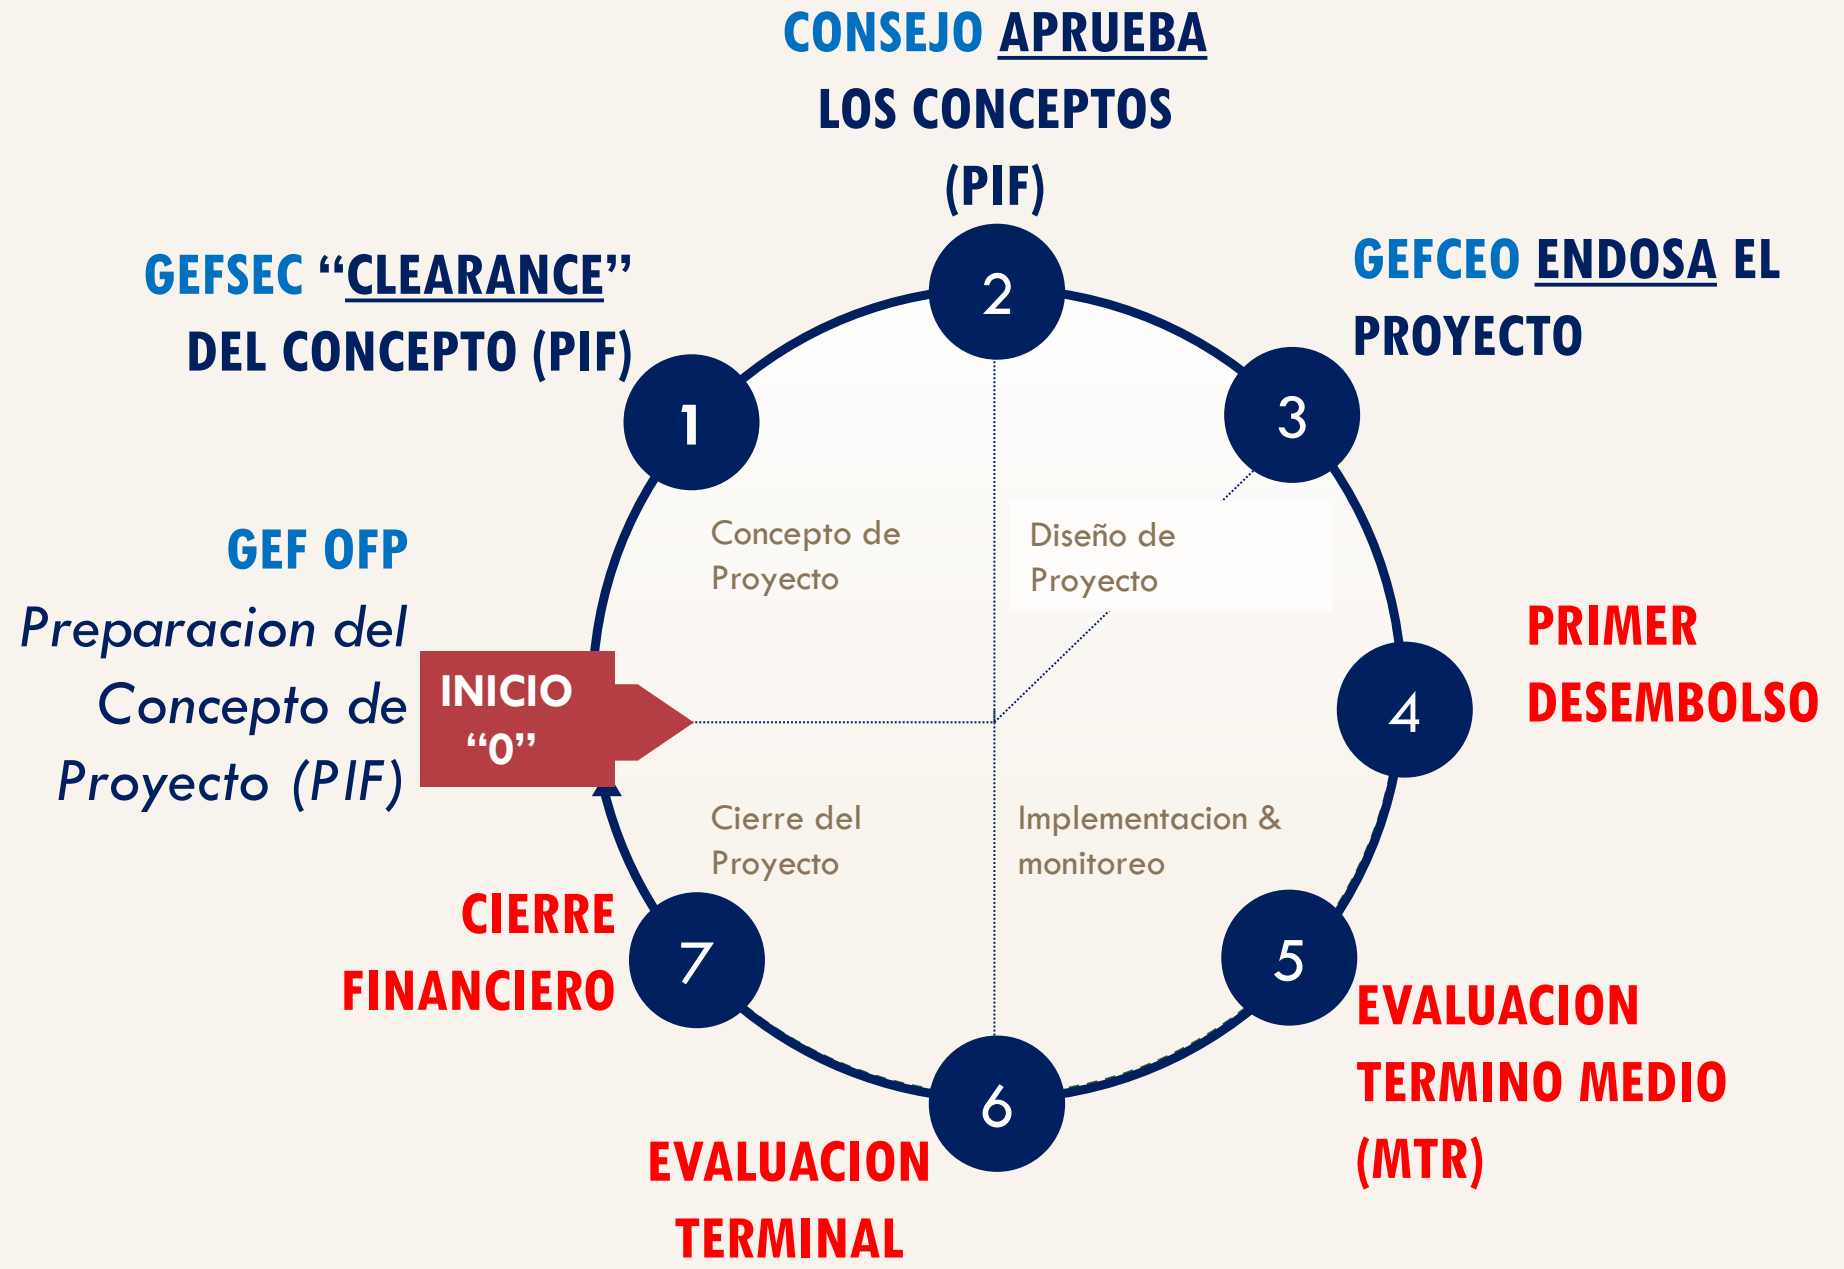 CONSEJO APRUEBA
LOS CONCEPTOS
(PIF)
GEFSEC “CLEARANCE”
DEL CONCEPTO (PIF)
GEFCEO ENDOSA EL
PROYECTO
2
1
3
Concepto de
Proyecto
Diseño de
Proyecto
GEF OFP
Preparacion del
Concepto de
Proyecto (PIF)
INICIO
“0”
4
PRIMER
DESEMBOLSO
Cierre del
Proyecto
Implementacion &
monitoreo
CIERRE
FINANCIERO
7
5
EVALUACION
TERMINO MEDIO
(MTR)
6
EVALUACION
TERMINAL